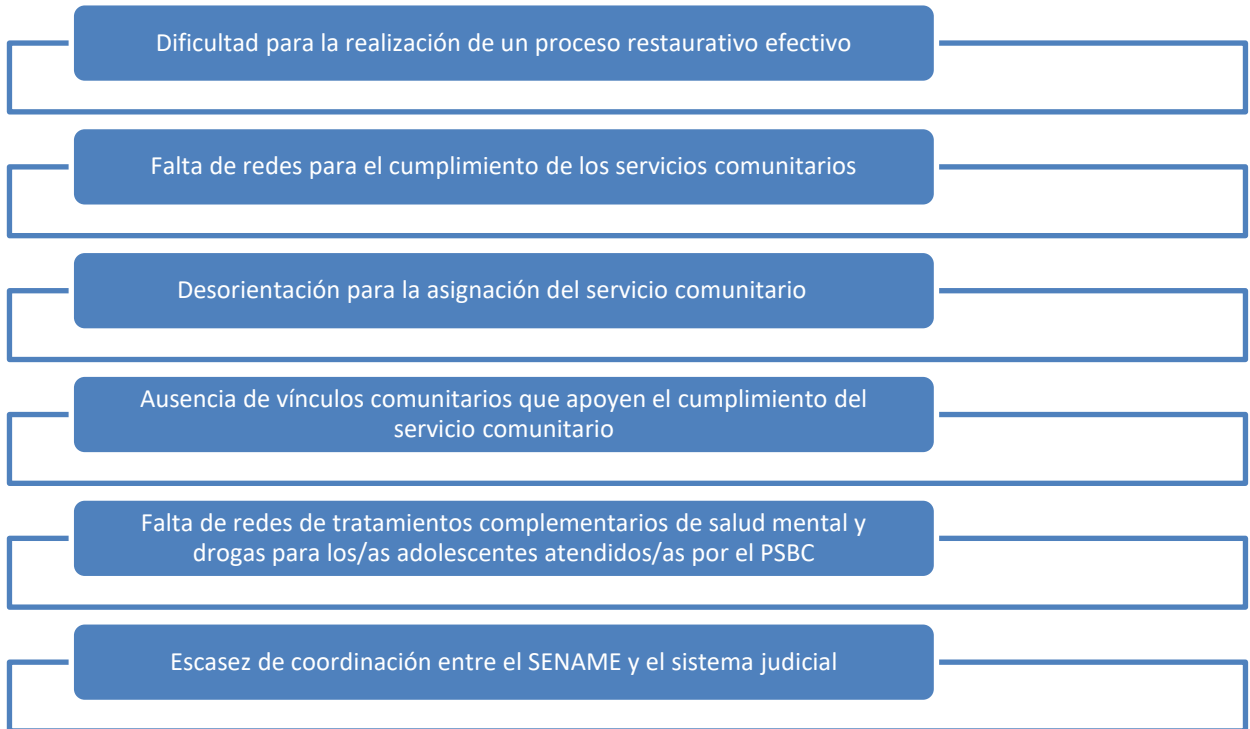 Dificultad para la realización de un proceso restaurativo efectivo
Falta de redes para el cumplimiento de los servicios comunitarios
Desorientación para la asignación del servicio comunitario
Ausencia de vínculos comunitarios que apoyen el cumplimiento del
servicio comunitario
Falta de redes de tratamientos complementarios de salud mental y
drogas para los/as adolescentes atendidos/as por el PSBC
Escasez de coordinación entre el SENAME y el sistema judicial